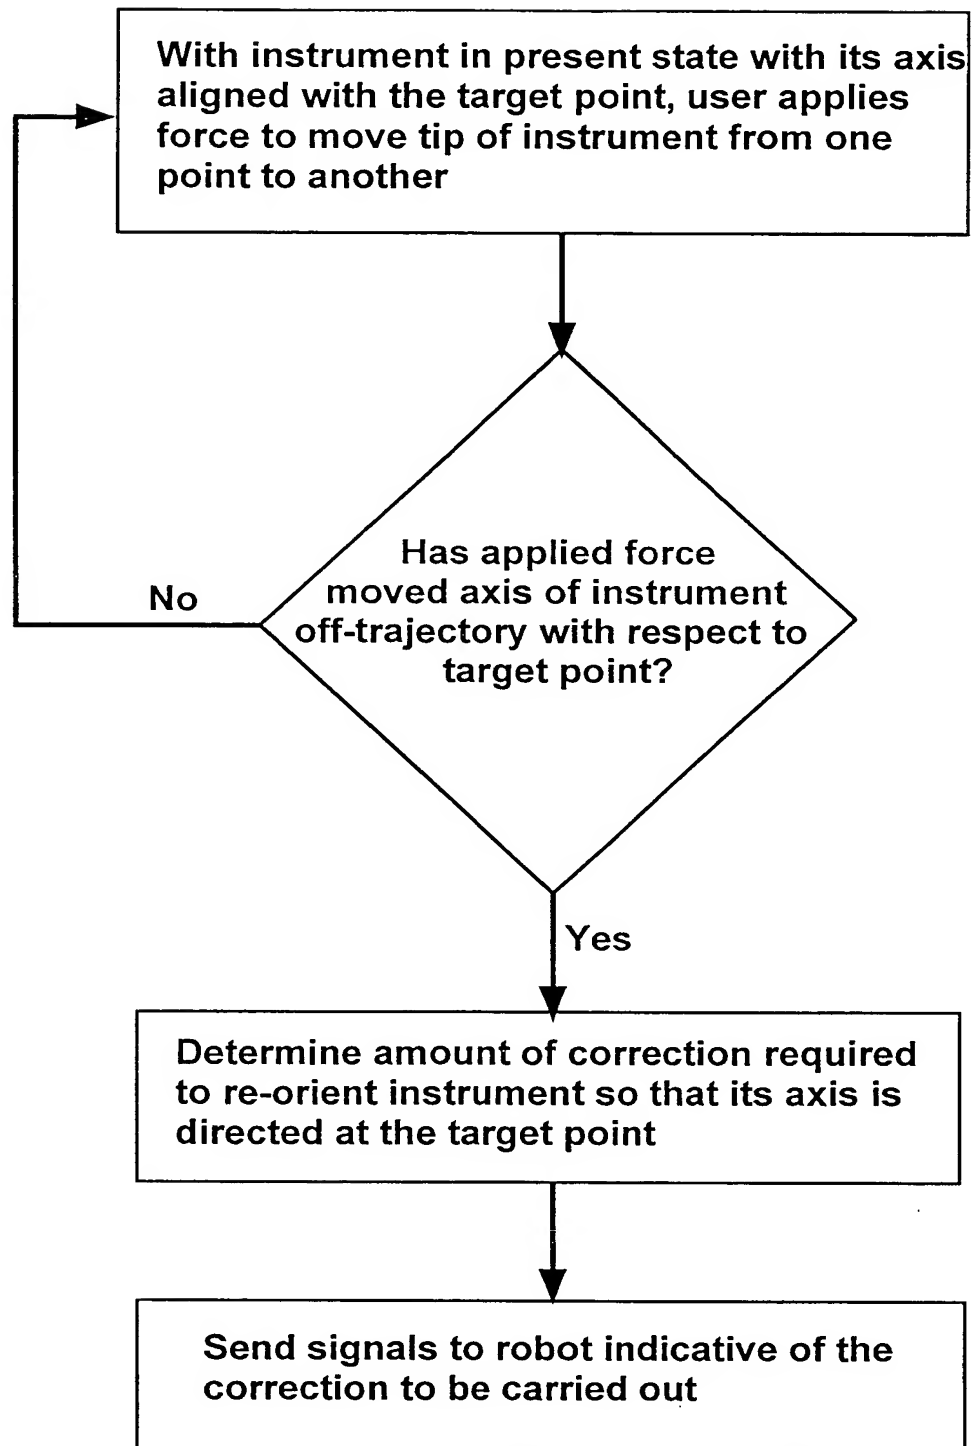 With instrument in present state with its axis
aligned with the target point, user applies
force to move tip of instrument from one
point to another
Has applied force
moved axis of instrument
off-trajectory with respect to
target point?
No
Yes
Determine amount of correction required
to re-orient instrument so that its axis is
directed at the target point
Send signals to robot indicative of the
correction to be carried out